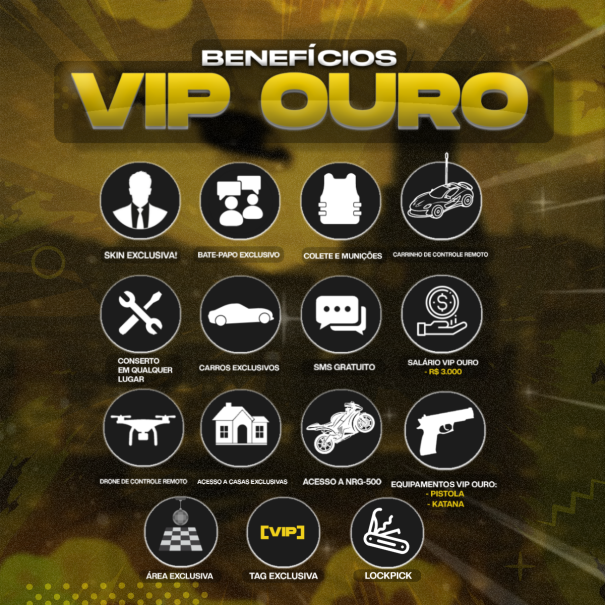 BENEFÍCIOS
VIP OURO
SKIN EXCLUSIVA!
BATE-PAPO EXCLUSIVO
COLETE E MUNIÇÕES
CARRINHO DE CONTROLE REMOTO
CONSERTO
EM QUALQUER
LUGAR
CARROS EXCLUSIVOS
SMS GRATUITO
SALÁRIO VIP OURO
- R$ 3.000
DRONE DE CONTROLE REMOTO
ACESSO A CASAS EXCLUSIVAS
ACESSO A NRG-500
EQUIPAMENTOS VIP OURO:
- PISTOLA
- KATANA
ÁREA EXCLUSIVA
[VIP]
TAG EXCLUSIVA
LOCKPICK